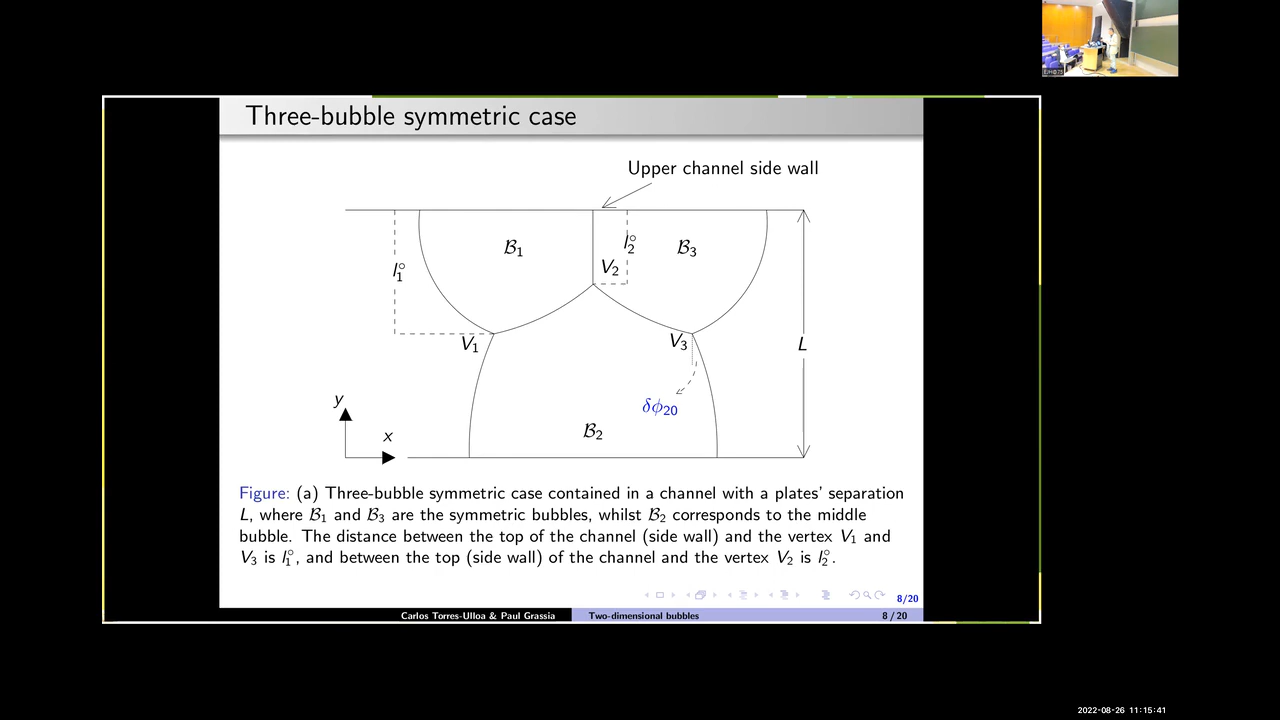 Three-bubble symmetric case
Upper channel side wall
B₁
l₂°
B₃
l₁°
V₂
V₁
V₃
L
y
δϕ₂₀
x
B₂
Figure: (a) Three-bubble symmetric case contained in a channel with a plates' separation
L, where B₁ and B₃ are the symmetric bubbles, whilst B₂ corresponds to the middle
bubble. The distance between the top of the channel (side wall) and the vertex V₁ and
V₃ is l₁°, and between the top (side wall) of the channel and the vertex V₂ is l₂°.
8/20
Carlos Torres-Ulloa & Paul Grassia
Two-dimensional bubbles
8 / 20
2022-08-26 11:15:41